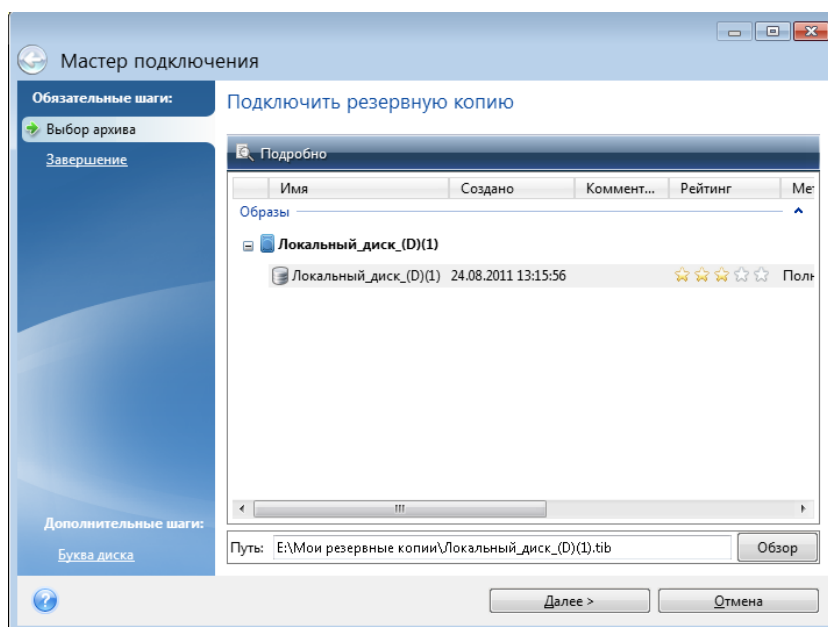 Мастер подключения
Обязательные шаги:
Выбор архива
Завершение
Подключить резервную копию
Подробно
Имя Создано Коммент... Рейтинг Ме
Образы
Локальный_диск_(D)(1)
Локальный_диск_(D)(1) 24.08.2011 13:15:56 Полн
Дополнительные шаги:
Буква диска
Путь: E:\Мои резервные копии\Локальный_диск_(D)(1).tib Обзор
Далее > Отмена